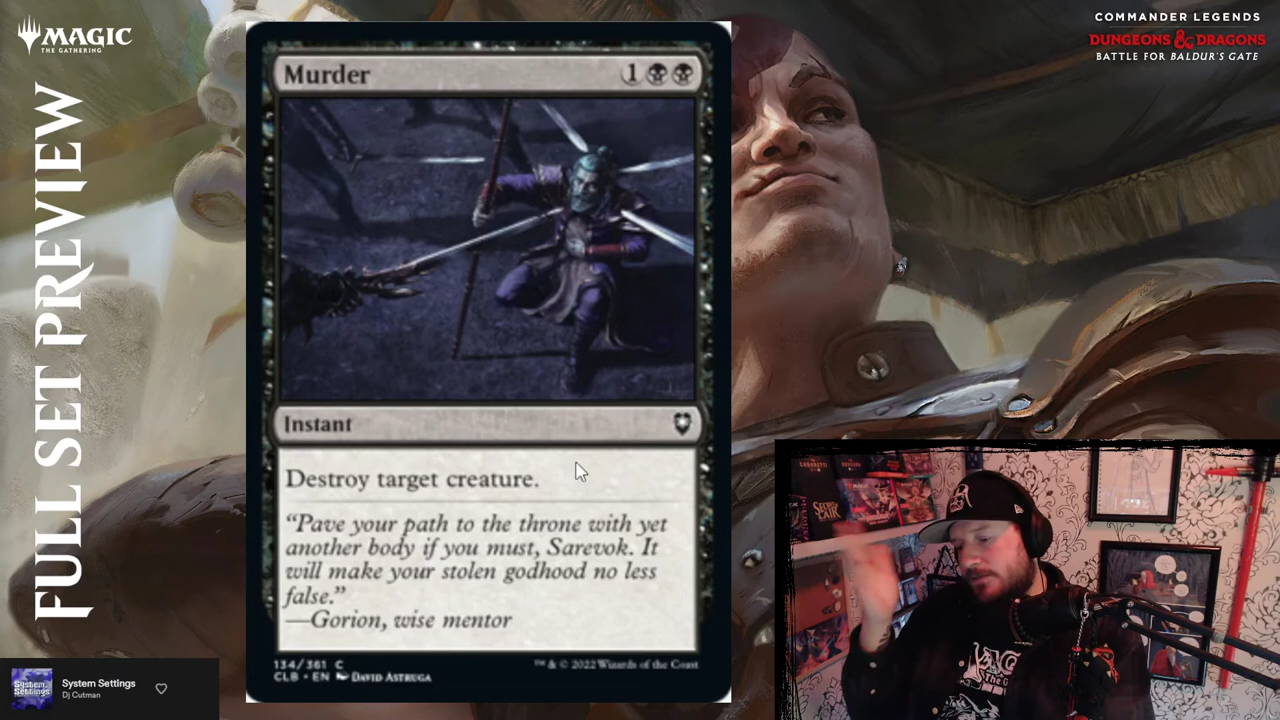 MAGIC
THE GATHERING
FULL SET PREVIEW
COMMANDER LEGENDS
DUNGEONS & DRAGONS
BATTLE FOR BALDUR'S GATE
Murder
1
Instant
Destroy target creature.
“Pave your path to the throne with yet
another body if you must, Sarevok. It
will make your stolen godhood no less
false.”
—Gorion, wise mentor
134/361 C
CLB • EN DAVID ASTRUGA
™ & © 2022 Wizards of the Coast
System Settings
Dj Cutman
SECRET
LAIR